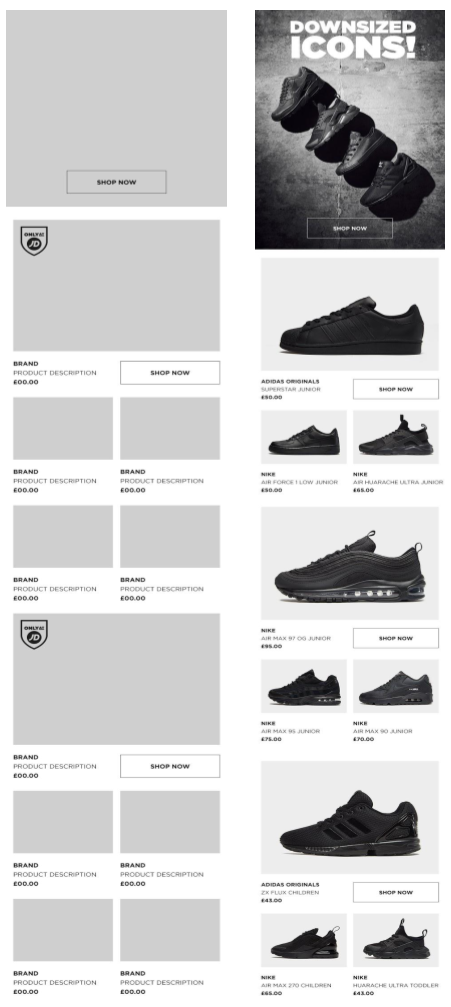 SHOP NOW
ONLY AT
JD
BRAND
PRODUCT DESCRIPTION
£00.00
SHOP NOW
BRAND
PRODUCT DESCRIPTION
£00.00
BRAND
PRODUCT DESCRIPTION
£00.00
BRAND
PRODUCT DESCRIPTION
£00.00
BRAND
PRODUCT DESCRIPTION
£00.00
ONLY AT
JD
BRAND
PRODUCT DESCRIPTION
£00.00
SHOP NOW
BRAND
PRODUCT DESCRIPTION
£00.00
BRAND
PRODUCT DESCRIPTION
£00.00
BRAND
PRODUCT DESCRIPTION
£00.00
BRAND
PRODUCT DESCRIPTION
£00.00
DOWNSIZED
ICONS!
SHOP NOW
ADIDAS ORIGINALS
SUPERSTAR JUNIOR
£50.00
SHOP NOW
NIKE
AIR FORCE 1 LOW JUNIOR
£50.00
NIKE
AIR HUARACHE ULTRA JUNIOR
£65.00
NIKE
AIR MAX 97 OG JUNIOR
£95.00
SHOP NOW
NIKE
AIR MAX 95 JUNIOR
£75.00
NIKE
AIR MAX 90 JUNIOR
£70.00
ADIDAS ORIGINALS
ZX FLUX CHILDREN
£43.00
SHOP NOW
NIKE
AIR MAX 270 CHILDREN
£65.00
NIKE
HUARACHE ULTRA TODDLER
£43.00